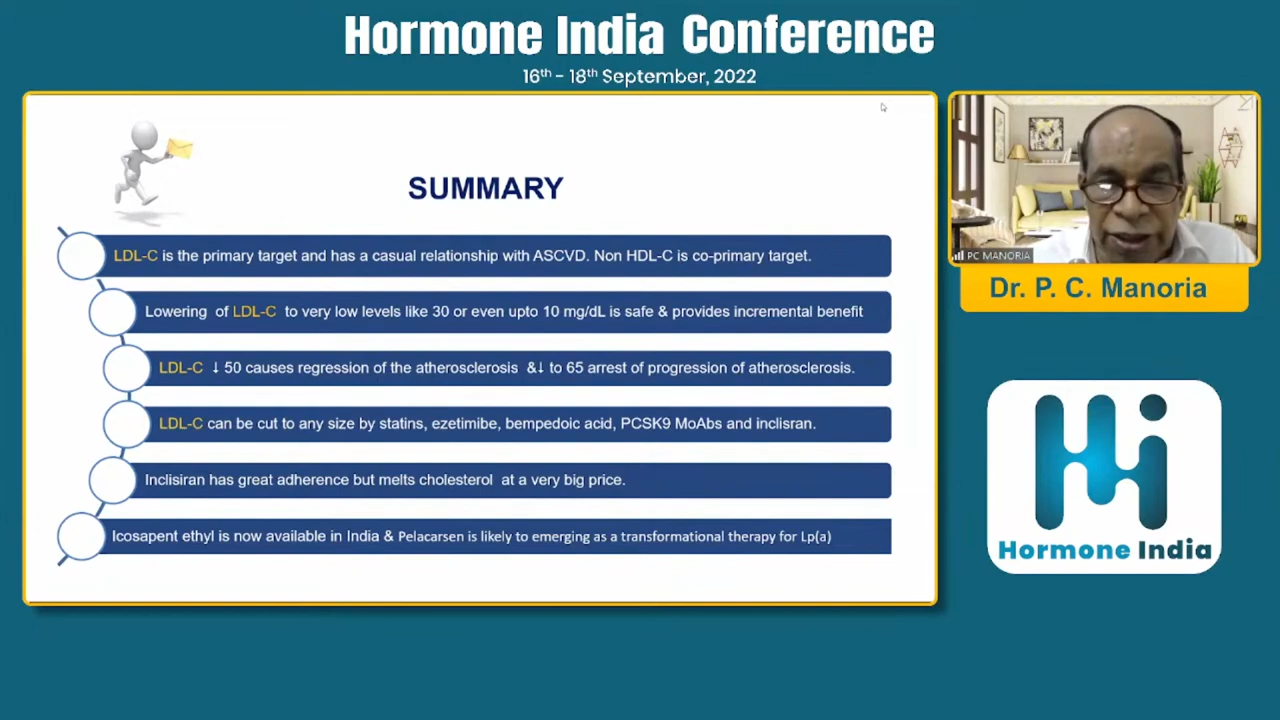 Hormone India Conference
16th - 18th September, 2022
SUMMARY
LDL-C is the primary target and has a casual relationship with ASCVD. Non HDL-C is co-primary target.
Lowering of LDL-C to very low levels like 30 or even upto 10 mg/dL is safe & provides incremental benefit
LDL-C ↓ 50 causes regression of the atherosclerosis &↓ to 65 arrest of progression of atherosclerosis.
LDL-C can be cut to any size by statins, ezetimibe, bempedoic acid, PCSK9 MoAbs and inclisran.
Inclisiran has great adherence but melts cholesterol at a very big price.
Icosapent ethyl is now available in India & Pelacarsen is likely to emerging as a transformational therapy for Lp(a)
PC MANORIA
Dr. P. C. Manoria
Hormone India